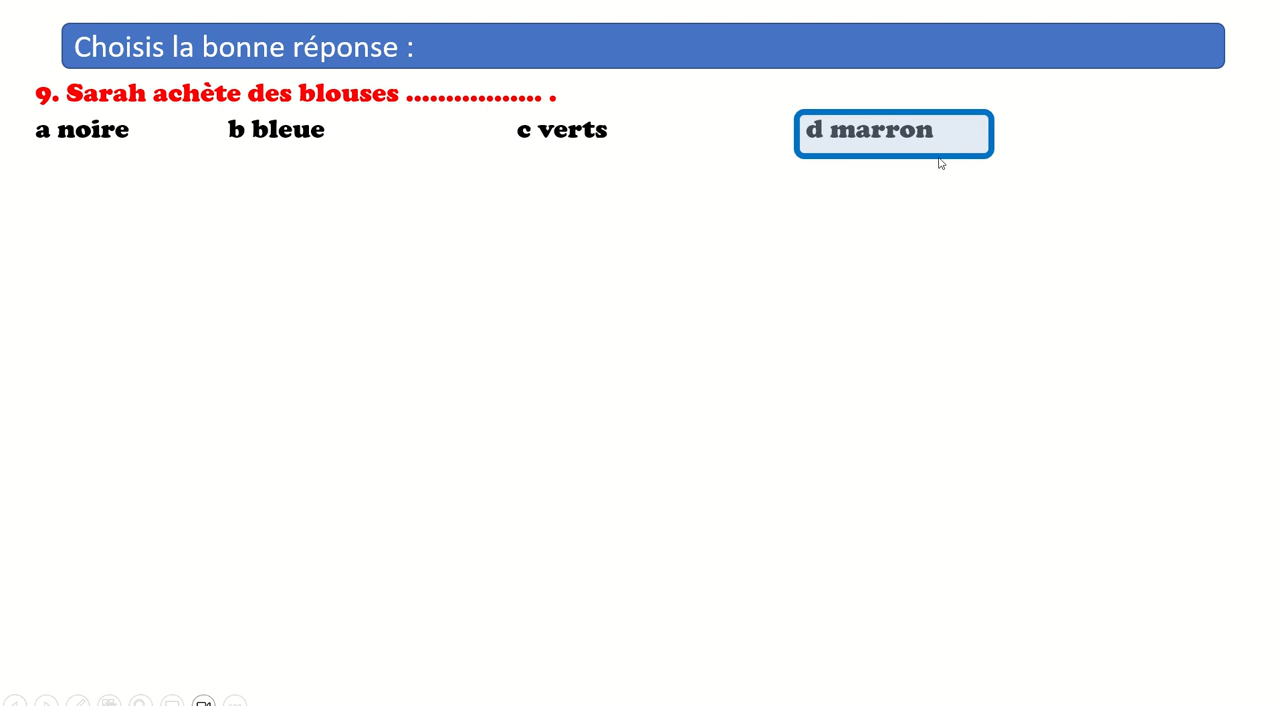 Choisis la bonne réponse :
9. Sarah achète des blouses ................. .
a noire b bleue c verts d marron